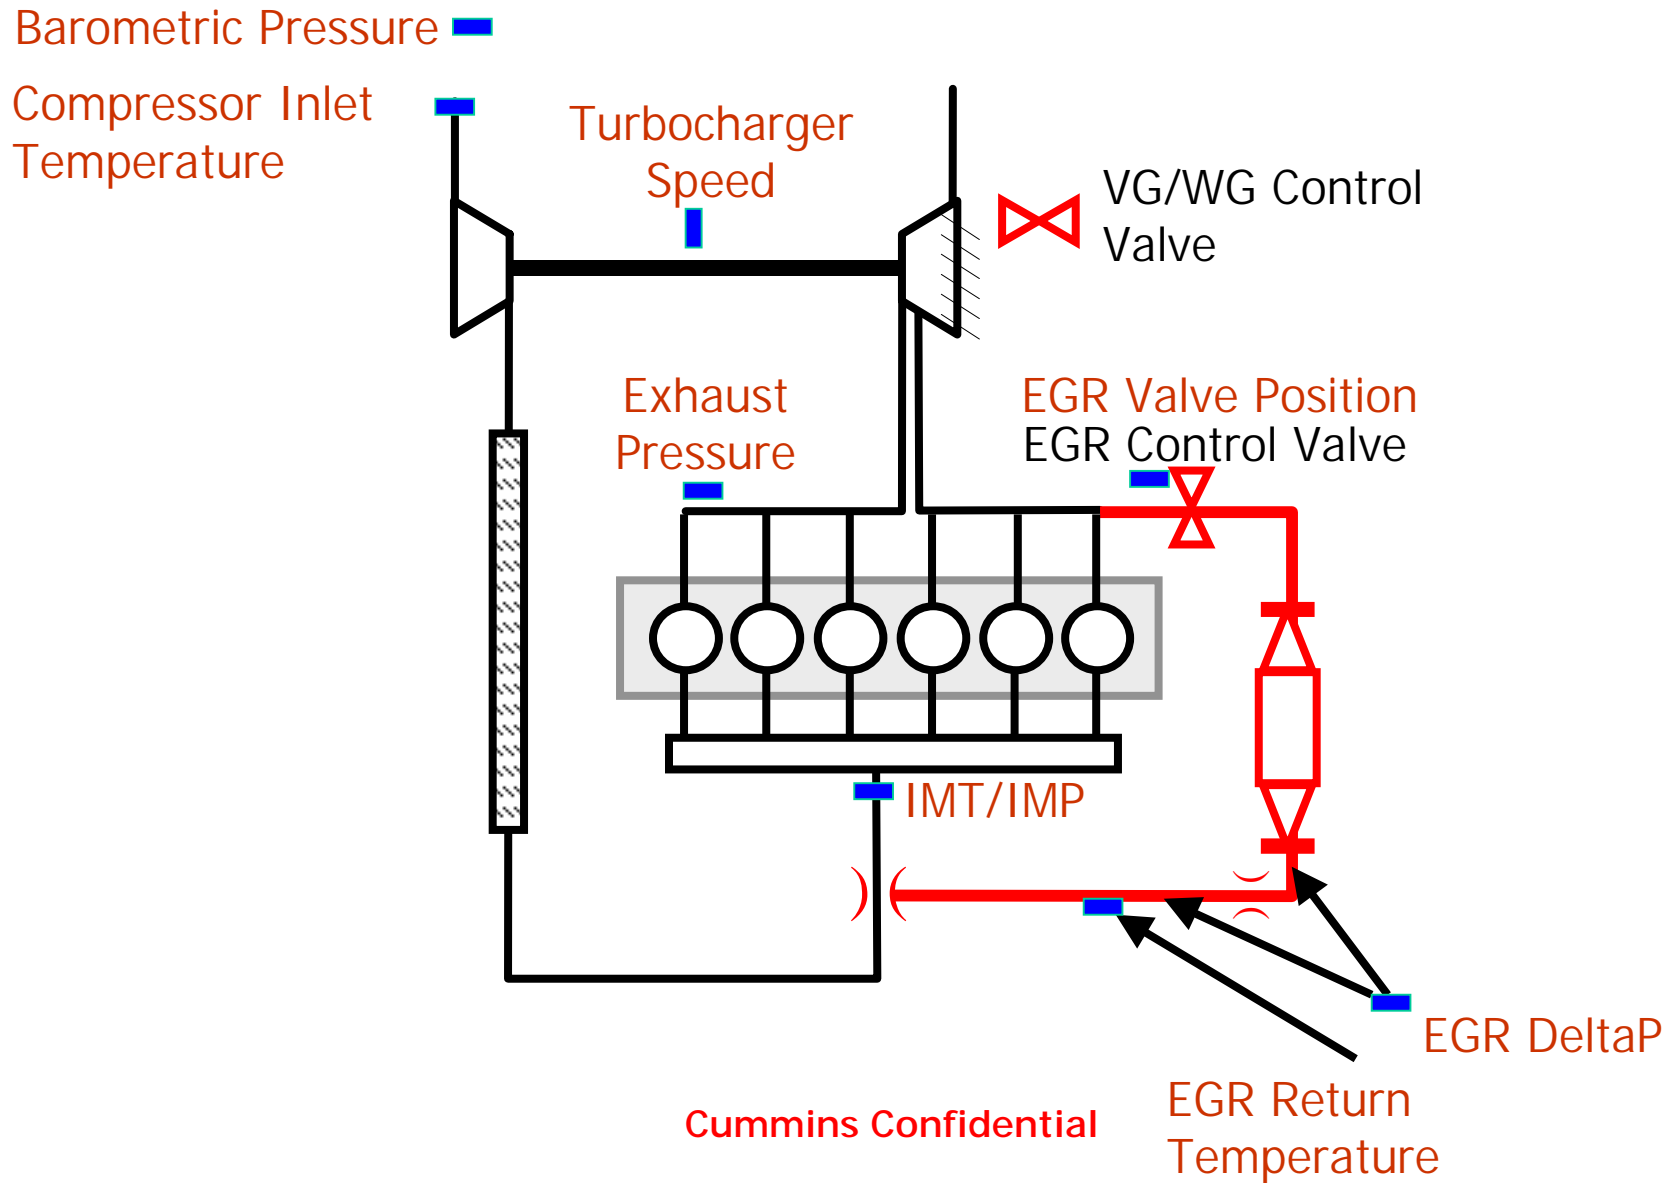 Barometric Pressure
Compressor Inlet
Temperature
Turbocharger
Speed
VG/WG Control
Valve
Exhaust
Pressure
EGR Valve Position
EGR Control Valve
IMT/IMP
EGR DeltaP
EGR Return
Temperature
Cummins Confidential